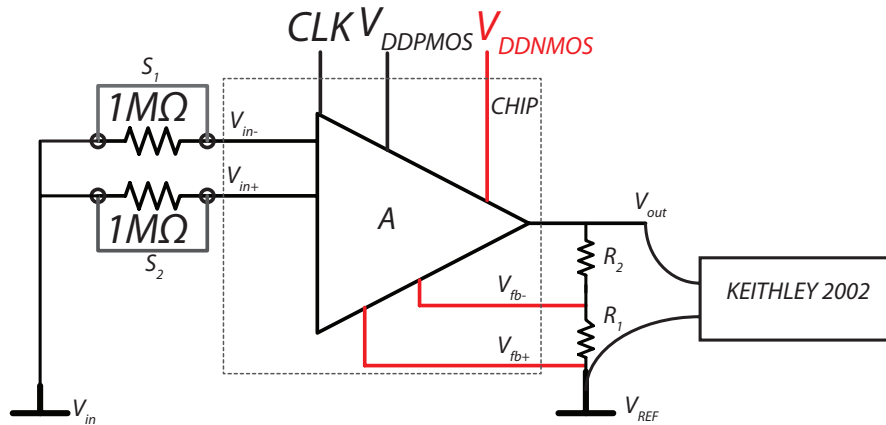 CLK
VDDPMOS
VDDNMOS
S1
1MΩ
CHIP
Vin-
Vin+
1MΩ
S2
A
Vout
R2
KEITHLEY 2002
Vfb-
R1
Vfb+
Vin
VREF